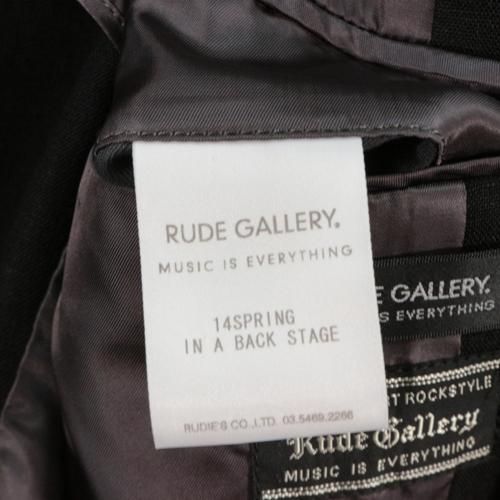 RUDE GALLERY.
MUSIC IS EVERYTHING
14SPRING
IN A BACK STAGE
RUDIE'S CO.,LTD. 03.5469.2266
GALLERY.
EVERYTHING
ROCKSTYLE
Rude Gallery
MUSIC IS EVERYTHING